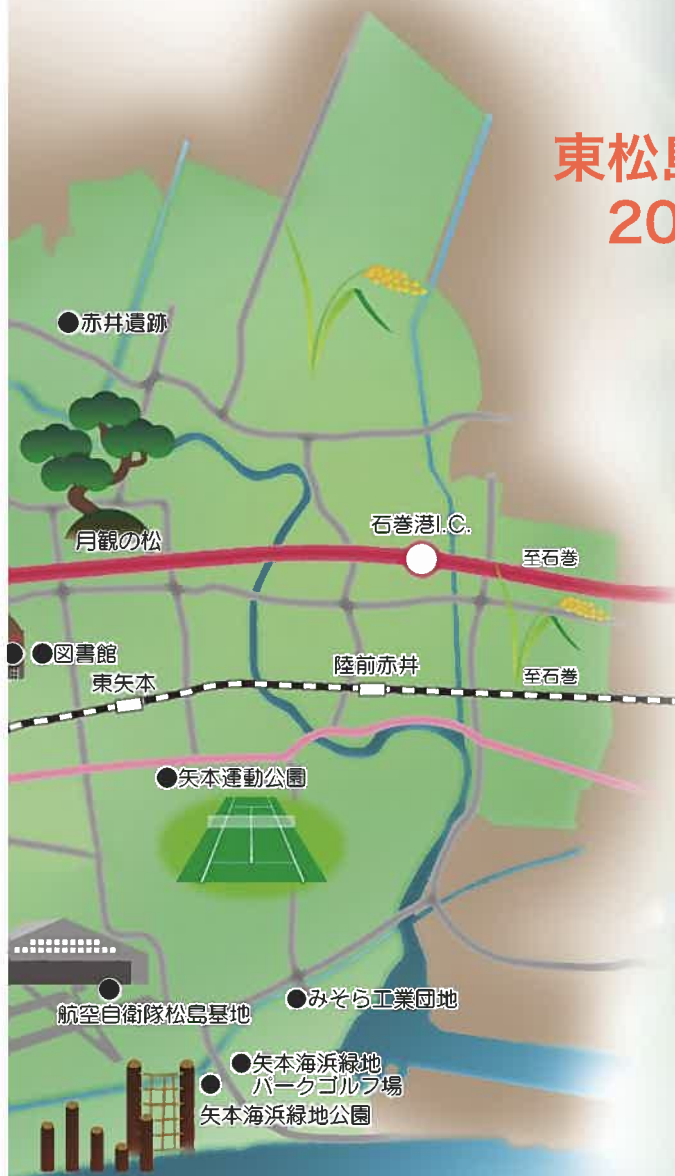 東松島
20
赤井遺跡
月観の松
石巻港I.C.
至石巻
図書館
東矢本
陸前赤井
至石巻
矢本運動公園
航空自衛隊松島基地
みそら工業団地
矢本海浜緑地
パークゴルフ場
矢本海浜緑地公園